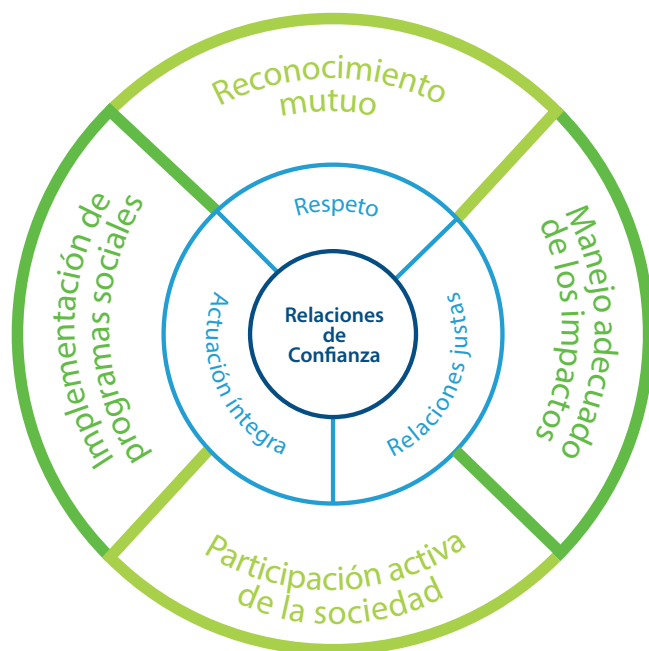 Reconocimiento
mutuo
Respeto
Relaciones
de
Confianza
Actuación íntegra
Relaciones justas
Implementación de
programas sociales
Manejo adecuado
de los impactos
Participación activa
de la sociedad